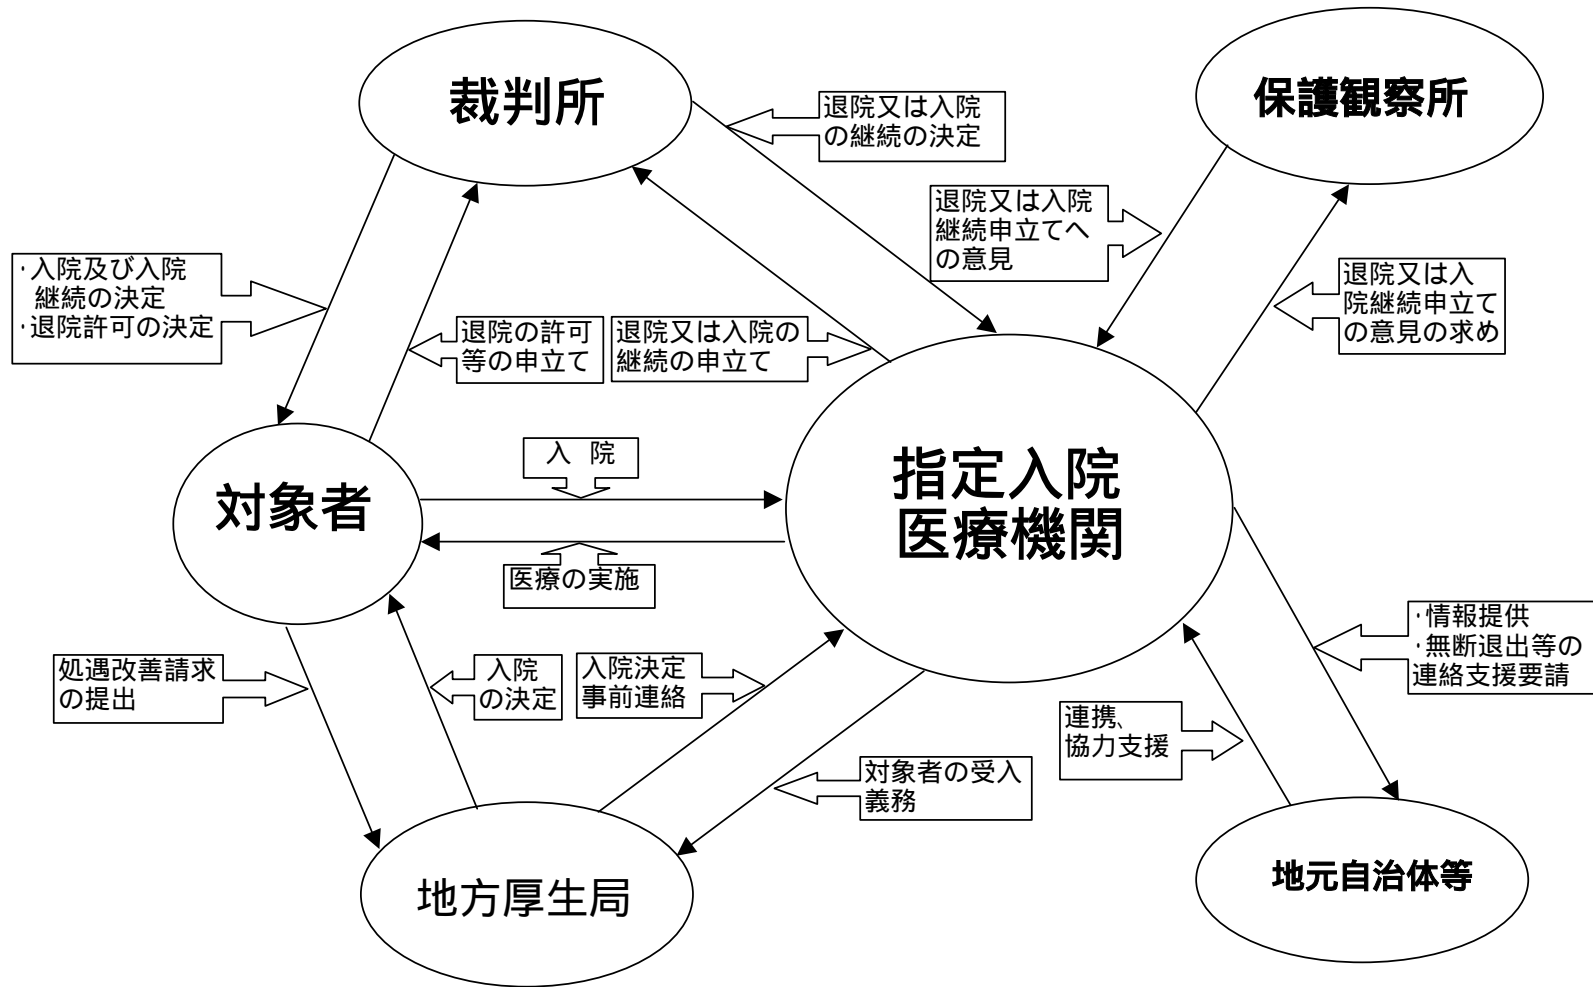 裁判所
保護観察所
退院又は入院
の継続の決定
退院又は入院
継続申立てへ
の意見
・入院及び入院
継続の決定
・退院許可の決定
退院又は入
院継続申立て
の意見の求め
退院の許可
等の申立て
退院又は入院の
継続の申立て
入 院
対象者
指定入院
医療機関
医療の実施
・情報提供
・無断退出等の
連絡支援要請
処遇改善請求
の提出
入院
の決定
入院決定
事前連絡
連携、
協力支援
対象者の受入
義務
地方厚生局
地元自治体等